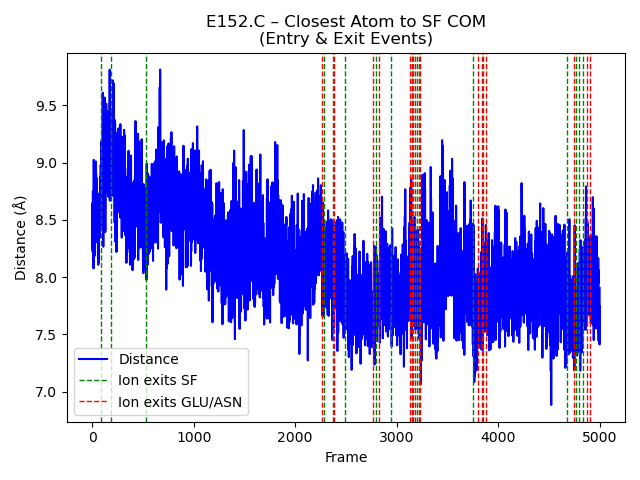 E152.C – Closest Atom to SF COM
(Entry & Exit Events)
Distance (Å)
9.5
9.0
8.5
8.0
7.5
7.0
Distance
Ion exits SF
Ion exits GLU/ASN
0
1000
2000
3000
4000
5000
Frame